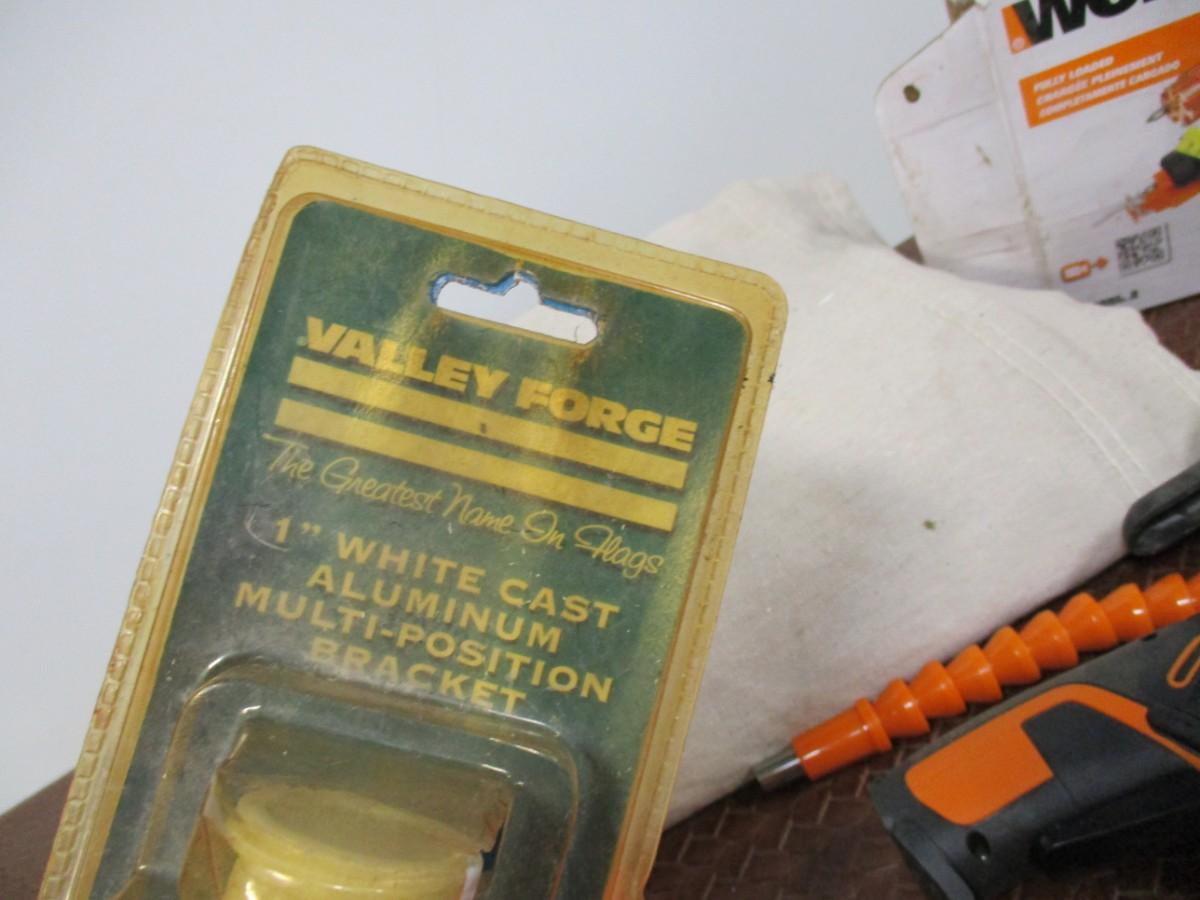 VALLEY FORGE
The Greatest Name In Flags
1" WHITE CAST
ALUMINUM
MULTI-POSITION
BRACKET
FULLY LOADED
CHARGÉE PLEINEMENT
COMPLETAMENTE CARGADO